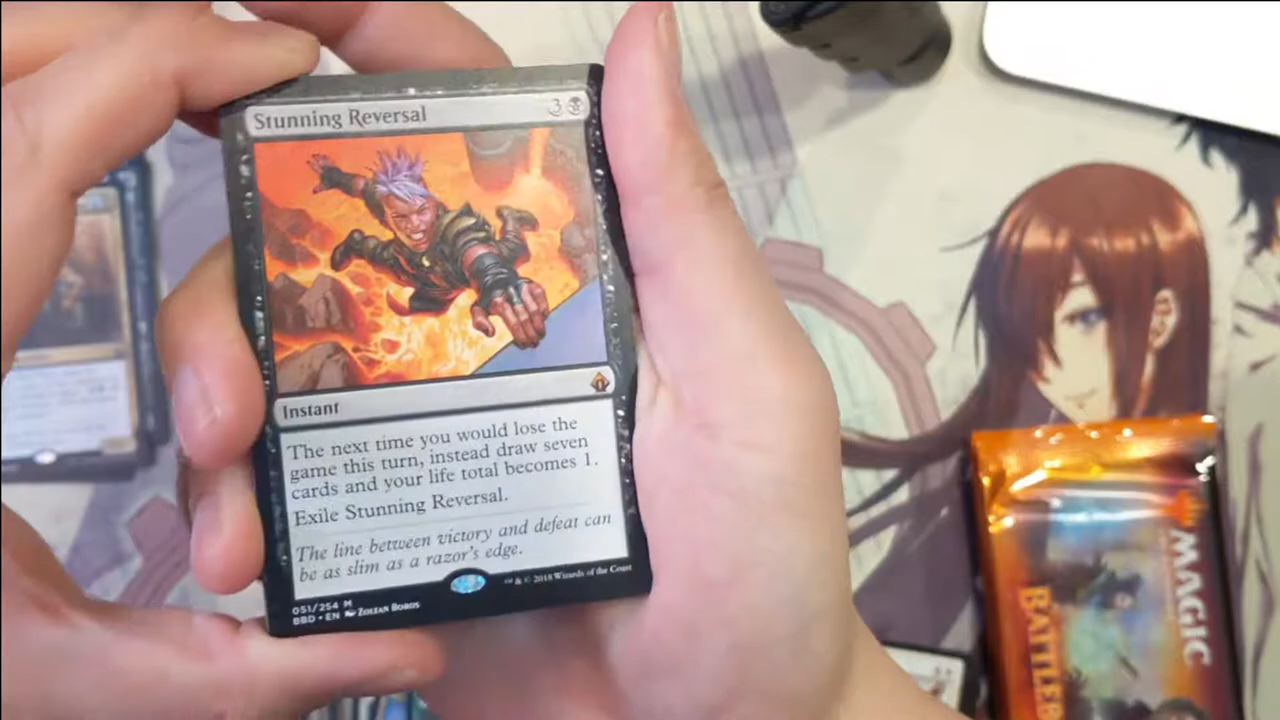 Stunning Reversal 3
Instant
The next time you would lose the
game this turn, instead draw seven
cards and your life total becomes 1.
Exile Stunning Reversal.
The line between victory and defeat can
be as slim as a razor's edge.
051/254 M
BBD • EN Zoltan Boros
™ & © 2018 Wizards of the Coast
MAGIC
BATTLEB